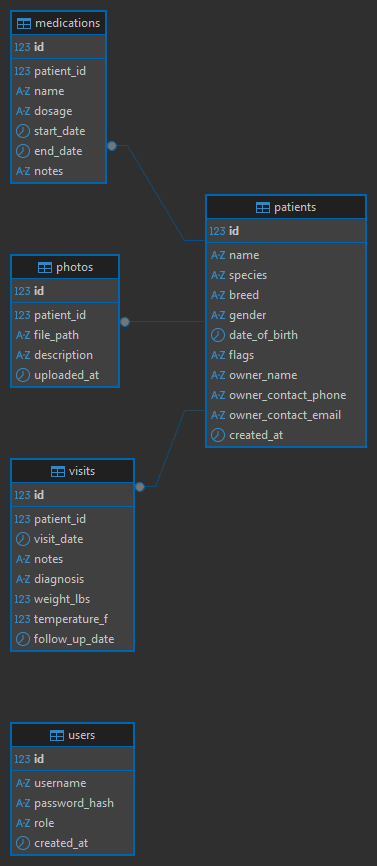 medications
123 id
123 patient_id
A-Z name
A-Z dosage
start_date
end_date
A-Z notes
patients
123 id
A-Z name
A-Z species
A-Z breed
A-Z gender
date_of_birth
A-Z flags
A-Z owner_name
A-Z owner_contact_phone
A-Z owner_contact_email
created_at
photos
123 id
123 patient_id
A-Z file_path
A-Z description
uploaded_at
visits
123 id
123 patient_id
visit_date
A-Z notes
A-Z diagnosis
123 weight_lbs
123 temperature_f
follow_up_date
users
123 id
A-Z username
A-Z password_hash
A-Z role
created_at